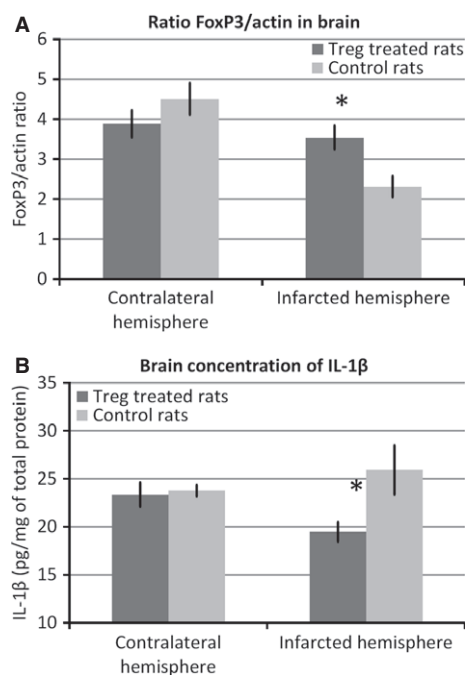 A
Ratio FoxP3/actin in brain
Treg treated rats
Control rats
FoxP3/actin ratio
6
5
4
3
2
1
0
*
Contralateral
hemisphere
Infarcted hemisphere
B
Brain concentration of IL-1β
Treg treated rats
Control rats
IL-1β (pg/mg of total protein)
35
30
25
20
15
10
*
Contralateral
hemisphere
Infarcted hemisphere